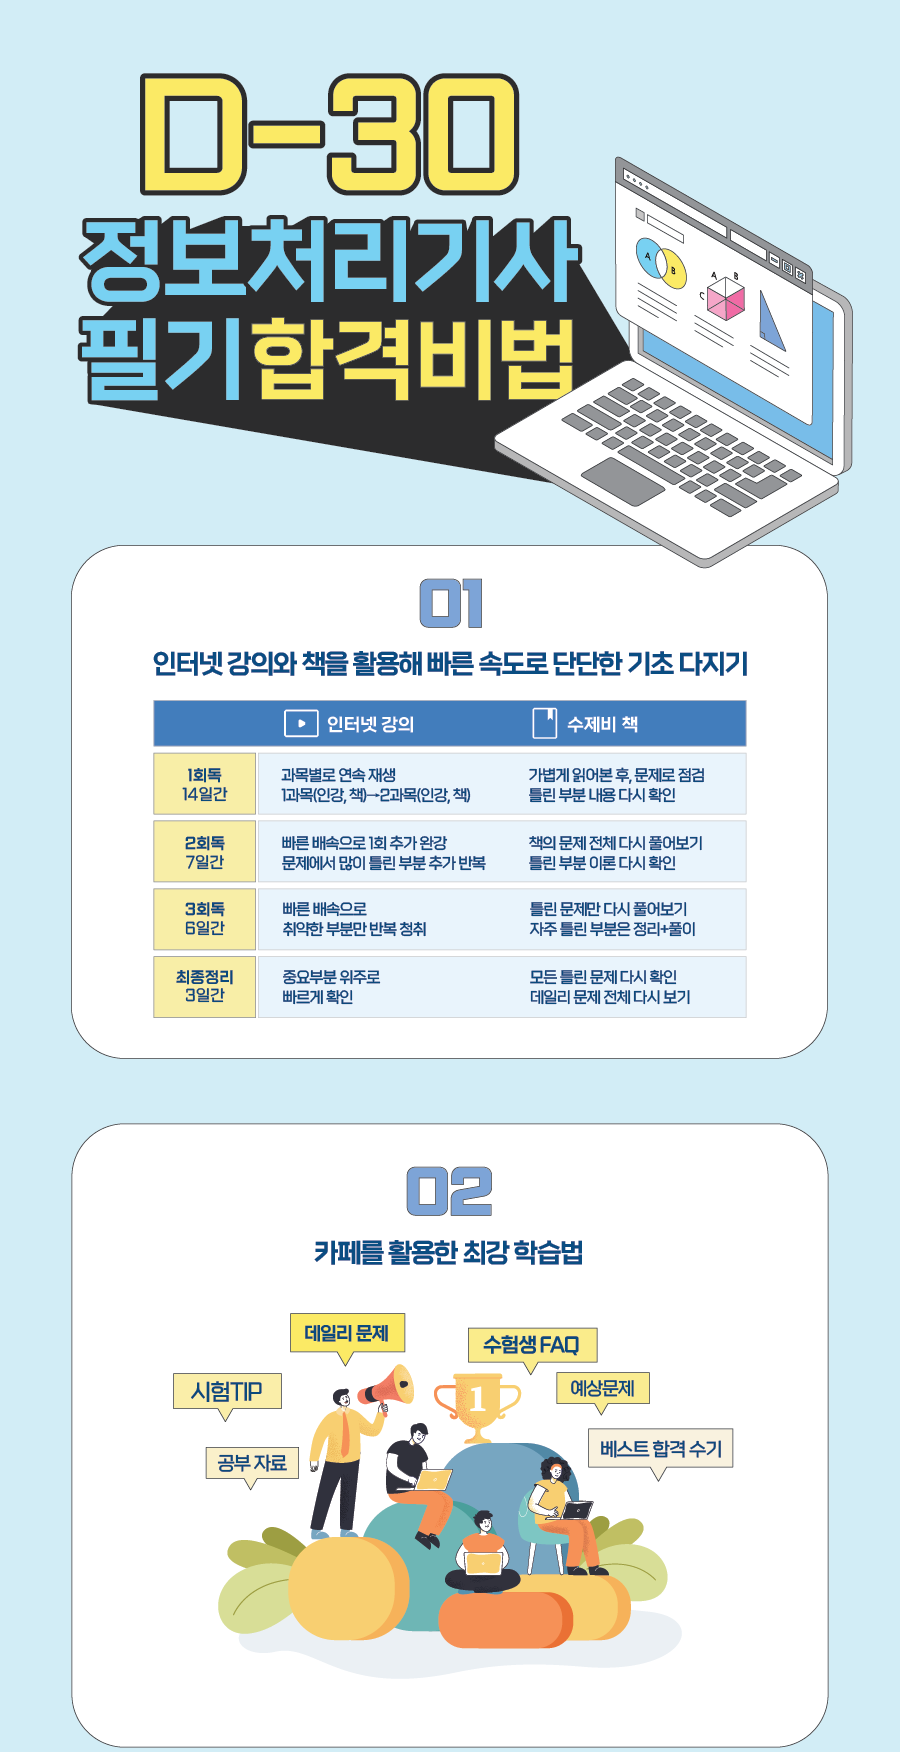 D-30
정보처리기사
필기 합격비법
A
B
A
B
C
01
인터넷 강의와 책을 활용해 빠른 속도로 단단한 기초 다지기
인터넷 강의
수제비 책
1회독
14일간
과목별로 연속 재생
1과목(인강, 책)→2과목(인강, 책)
가볍게 읽어본 후, 문제로 점검
틀린 부분 내용 다시 확인
2회독
7일간
빠른 배속으로 1회 추가 완강
문제에서 많이 틀린 부분 추가 반복
책의 문제 전체 다시 풀어보기
틀린 부분 이론 다시 확인
3회독
6일간
빠른 배속으로
취약한 부분만 반복 청취
틀린 문제만 다시 풀어보기
자주 틀린 부분은 정리+풀이
최종정리
3일간
중요부분 위주로
빠르게 확인
모든 틀린 문제 다시 확인
데일리 문제 전체 다시 보기
02
카페를 활용한 최강 학습법
데일리 문제
수험생 FAQ
시험TIP
예상문제
1
공부 자료
베스트 합격 수기